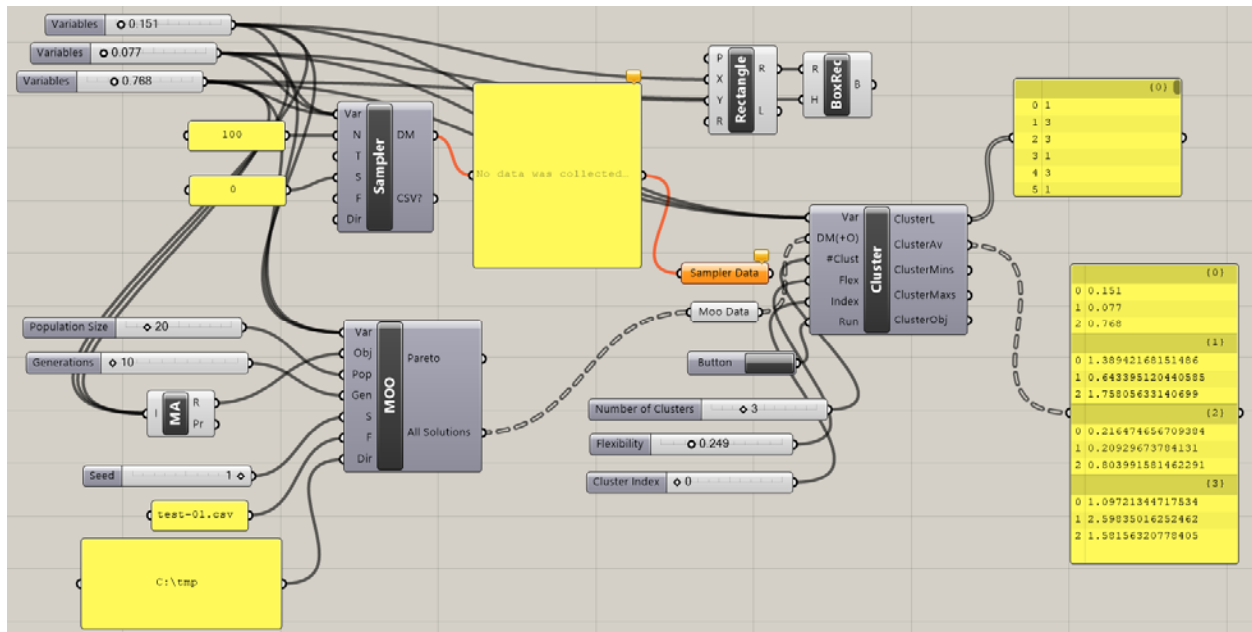 Variables 0.151
Variables 0.077
Variables 0.768
100
0
Var
N
T
S
F
Dir
Sampler
DM
CSV?
No data was collected…
P
X
Y
R
Rectangle
R
L
R
H
BoxRec
B
{0}
0 1
1 3
2 3
3 1
4 3
5 1
Sampler Data
Moo Data
Var
DM(+O)
#Clust
Flex
Index
Run
Cluster
ClusterL
ClusterAv
ClusterMins
ClusterMaxs
ClusterObj
Button
Number of Clusters 3
Flexibility 0.249
Cluster Index 0
Population Size 20
Generations 10
I
MA
R
Pr
Seed 1
test-01.csv
C:\tmp
Var
Obj
Pop
Gen
S
F
Dir
MOO
Pareto
All Solutions
{0}
0 0.151
1 0.077
2 0.768
{1}
0 1.38942168151486
1 0.643395120440585
2 1.75805633140699
{2}
0 0.216474656709384
1 0.20929673784131
2 0.803991581462291
{3}
0 1.09721344717534
1 2.59835016252462
2 1.58156320778405